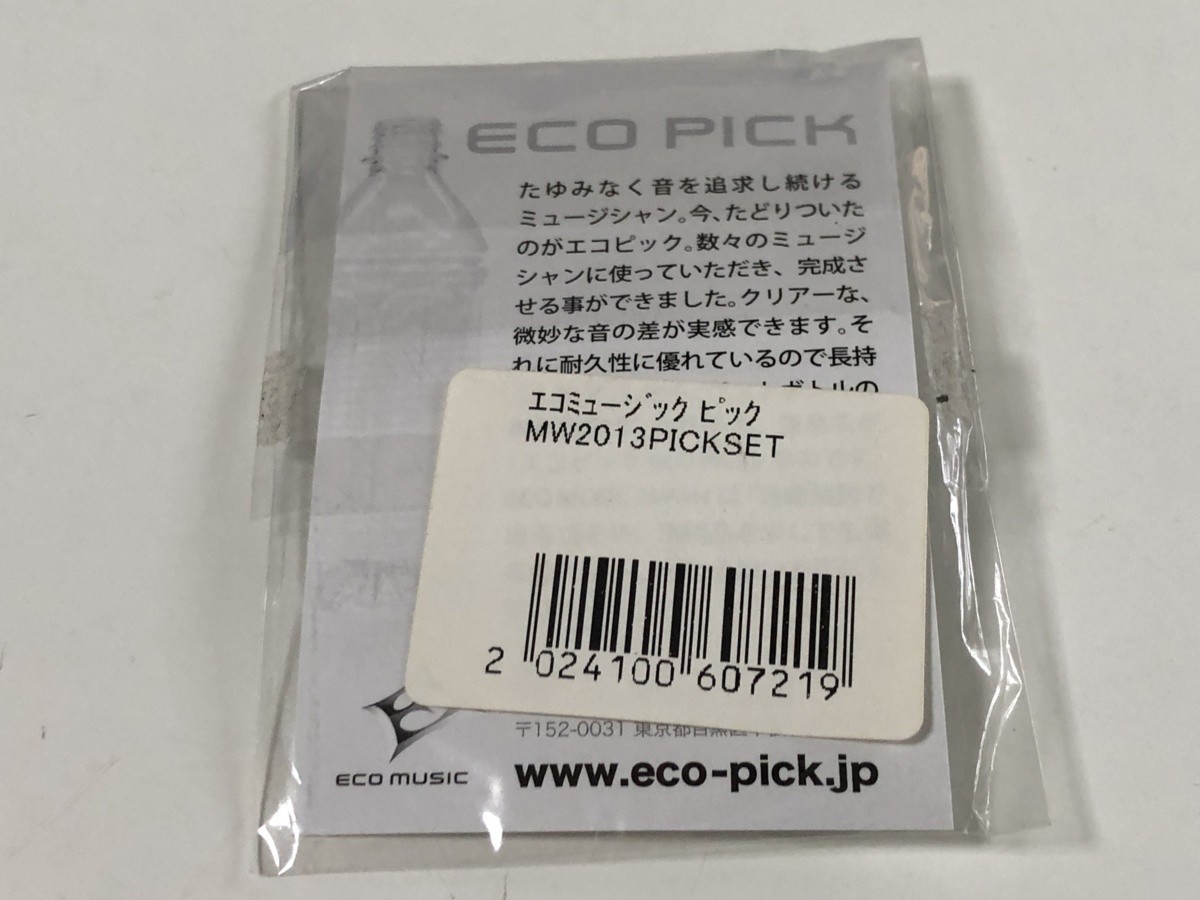 ECO PICK
たゆみなく音を追求し続ける
ミュージシャン。今、たどりついた
のがエコピック。数々のミュージ
シャンに使っていただき、完成さ
せる事ができました。クリアーな、
微妙な音の差が実感できます。そ
れに耐久性に優れているので長持
ボトルの
ｴｺﾐｭｰｼﾞｯｸ ﾋﾟｯｸ
MW2013PICKSET
2 024100 607219
〒152-0031 東京都目黒区
ECO MUSIC
www.eco-pick.jp